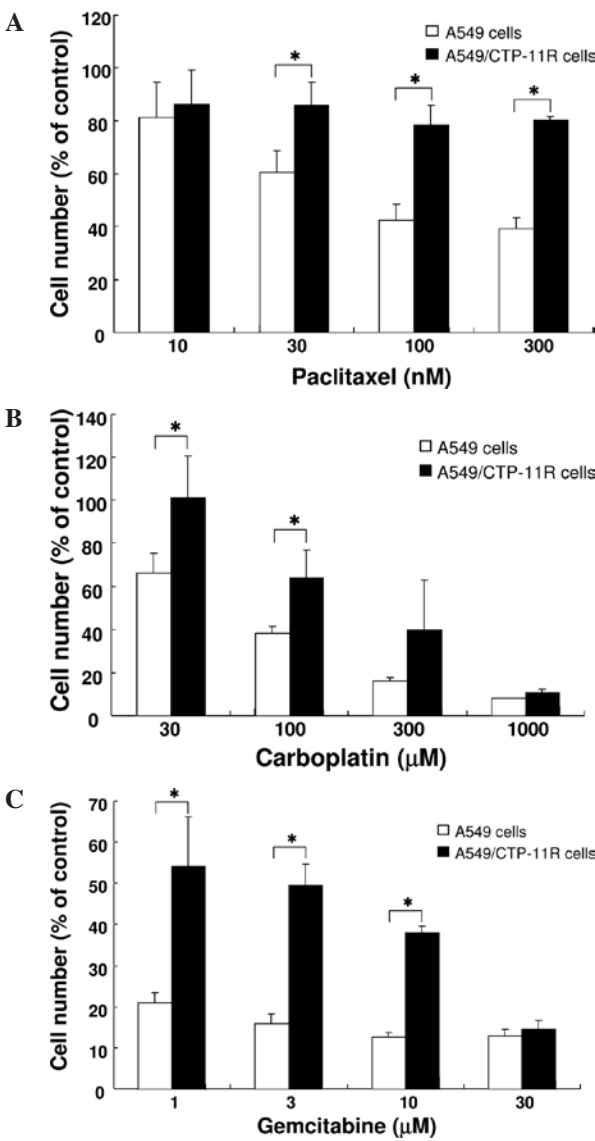 A
120
100
80
60
40
20
0
Cell number (% of control)
A549 cells
A549/CTP-11R cells
*
*
*
10 30 100 300
Paclitaxel (nM)
B
140
120
100
80
60
40
20
0
Cell number (% of control)
A549 cells
A549/CTP-11R cells
*
*
30 100 300 1000
Carboplatin (μM)
C
70
60
50
40
30
20
10
0
Cell number (% of control)
A549 cells
A549/CTP-11R cells
*
*
*
1 3 10 30
Gemcitabine (μM)